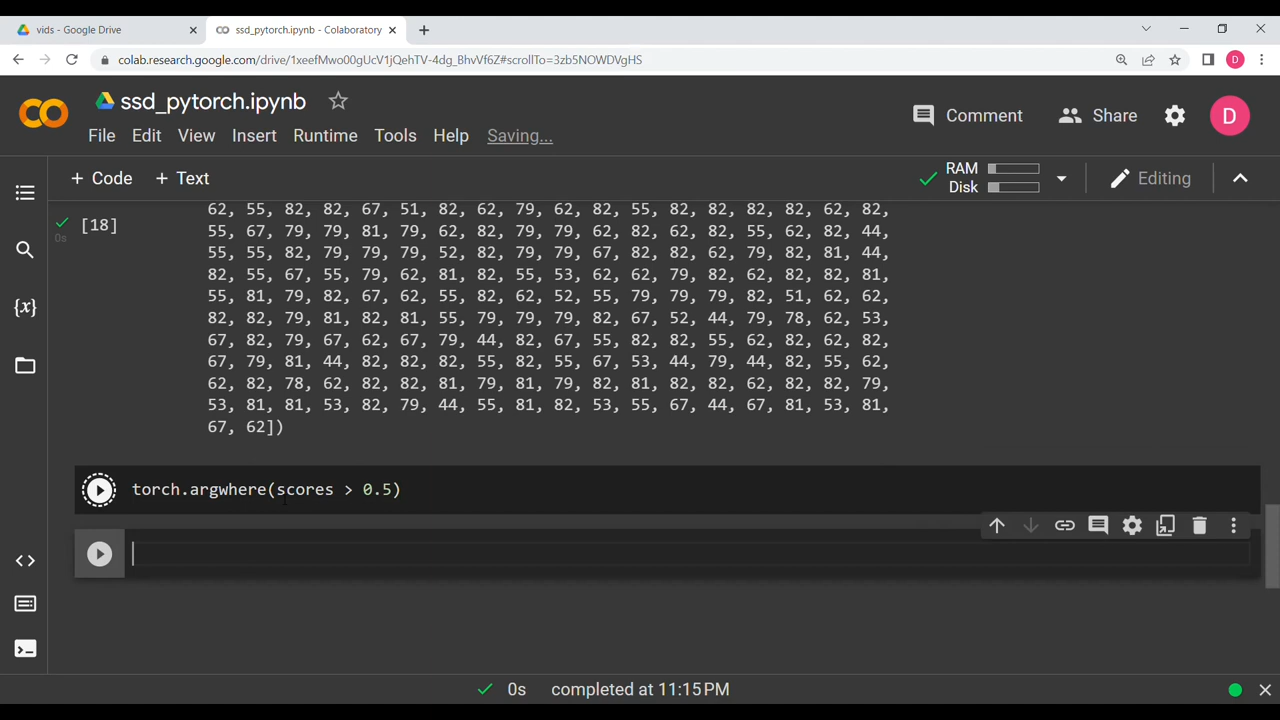 vids - Google Drive
ssd_pytorch.ipynb - Colaboratory
colab.research.google.com/drive/1xeefMwo00gUcV1jQehTV-4dg_BhvVf6Z#scrollTo=3zb5NOWDVgHS
D
ssd_pytorch.ipynb
Comment
Share
D
File Edit View Insert Runtime Tools Help Saving...
+ Code + Text
RAM
Disk
Editing
[18]
0s
{x}
62, 55, 82, 82, 67, 51, 82, 62, 79, 62, 82, 55, 82, 82, 82, 82, 62, 82,
55, 67, 79, 79, 81, 79, 62, 82, 79, 79, 62, 82, 62, 82, 55, 62, 82, 44,
55, 55, 82, 79, 79, 79, 52, 82, 79, 79, 67, 82, 82, 62, 79, 82, 81, 44,
82, 55, 67, 55, 79, 62, 81, 82, 55, 53, 62, 62, 79, 82, 62, 82, 82, 81,
55, 81, 79, 82, 67, 62, 55, 82, 62, 52, 55, 79, 79, 79, 82, 51, 62, 62,
82, 82, 79, 81, 82, 81, 55, 79, 79, 79, 82, 67, 52, 44, 79, 78, 62, 53,
67, 82, 79, 67, 62, 67, 79, 44, 82, 67, 55, 82, 82, 55, 62, 82, 62, 82,
67, 79, 81, 44, 82, 82, 82, 55, 82, 55, 67, 53, 44, 79, 44, 82, 55, 62,
62, 82, 78, 62, 82, 82, 81, 79, 81, 79, 82, 81, 82, 82, 62, 82, 82, 79,
53, 81, 81, 53, 82, 79, 44, 55, 81, 82, 53, 55, 67, 44, 67, 81, 53, 81,
67, 62])
torch.argwhere(scores > 0.5)
0s completed at 11:15 PM